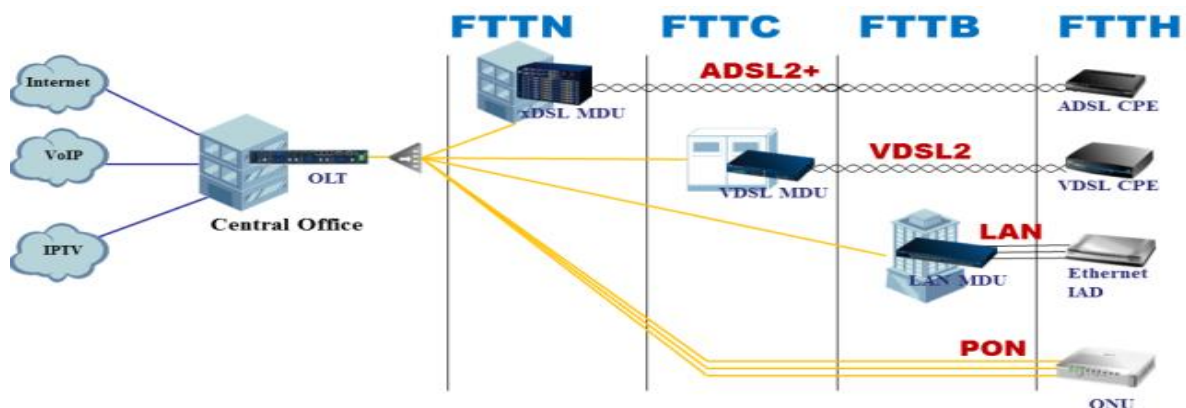 FTTN FTTC FTTB FTTH
Internet
VoIP
IPTV
OLT
Central Office
xDSL MDU
ADSL2+
ADSL CPE
VDSL MDU
VDSL2
VDSL CPE
LAN MDU
LAN
Ethernet
IAD
PON
ONU